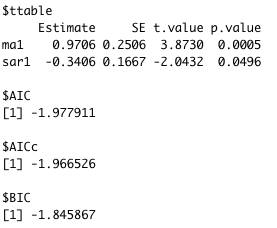 $ttable
Estimate SE t.value p.value
ma1 0.9706 0.2506 3.8730 0.0005
sar1 -0.3406 0.1667 -2.0432 0.0496
$AIC
[1] -1.977911
$AICc
[1] -1.966526
$BIC
[1] -1.845867